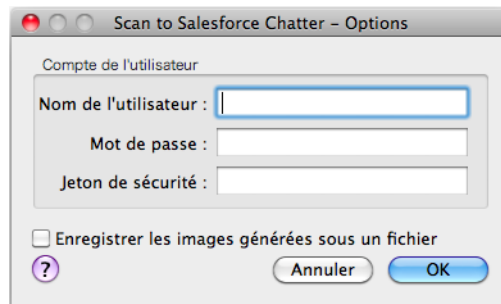 Scan to Salesforce Chatter – Options
Compte de l'utilisateur
Nom de l'utilisateur :
Mot de passe :
Jeton de sécurité :
Enregistrer les images générées sous un fichier
? Annuler OK